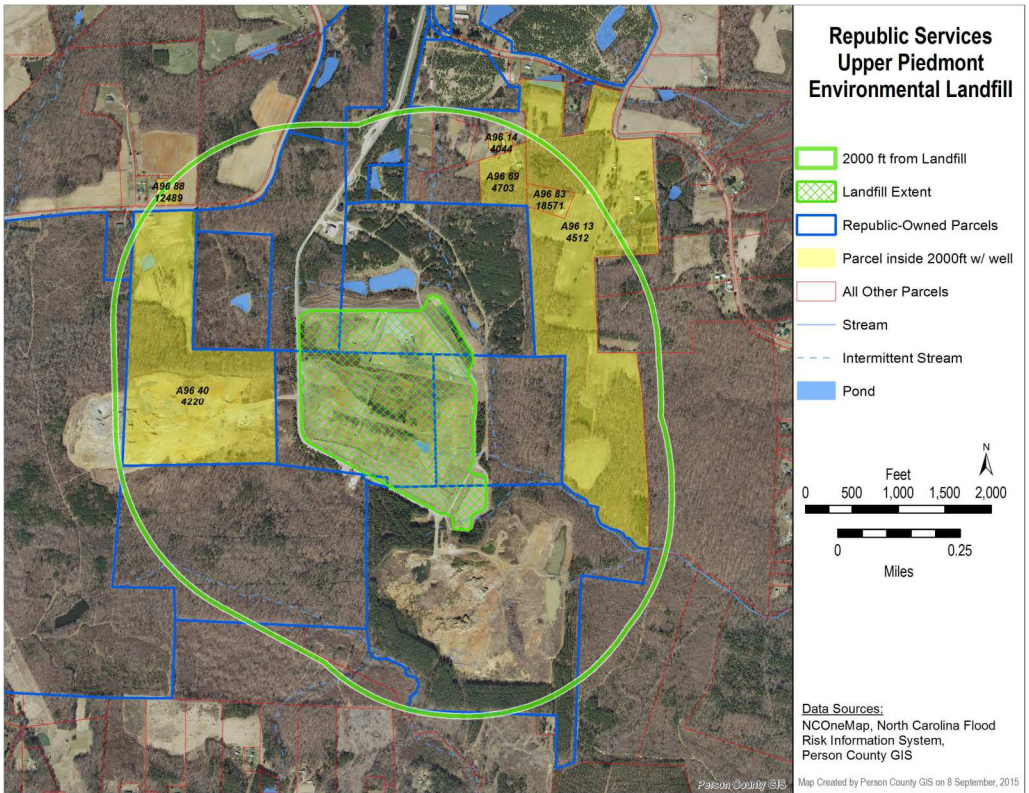 Republic Services
Upper Piedmont
Environmental Landfill
2000 ft from Landfill
Landfill Extent
Republic-Owned Parcels
Parcel inside 2000ft w/ well
All Other Parcels
Stream
Intermittent Stream
Pond
N
Feet
0 500 1,000 1,500 2,000
0 0.25
Miles
Data Sources:
NCOneMap, North Carolina Flood
Risk Information System,
Person County GIS
Map Created by Person County GIS on 8 September, 2015
A96 14
4044
A96 69
4703
A96 88
12489
A96 83
18571
A96 13
4512
A96 40
4220
Person County GIS